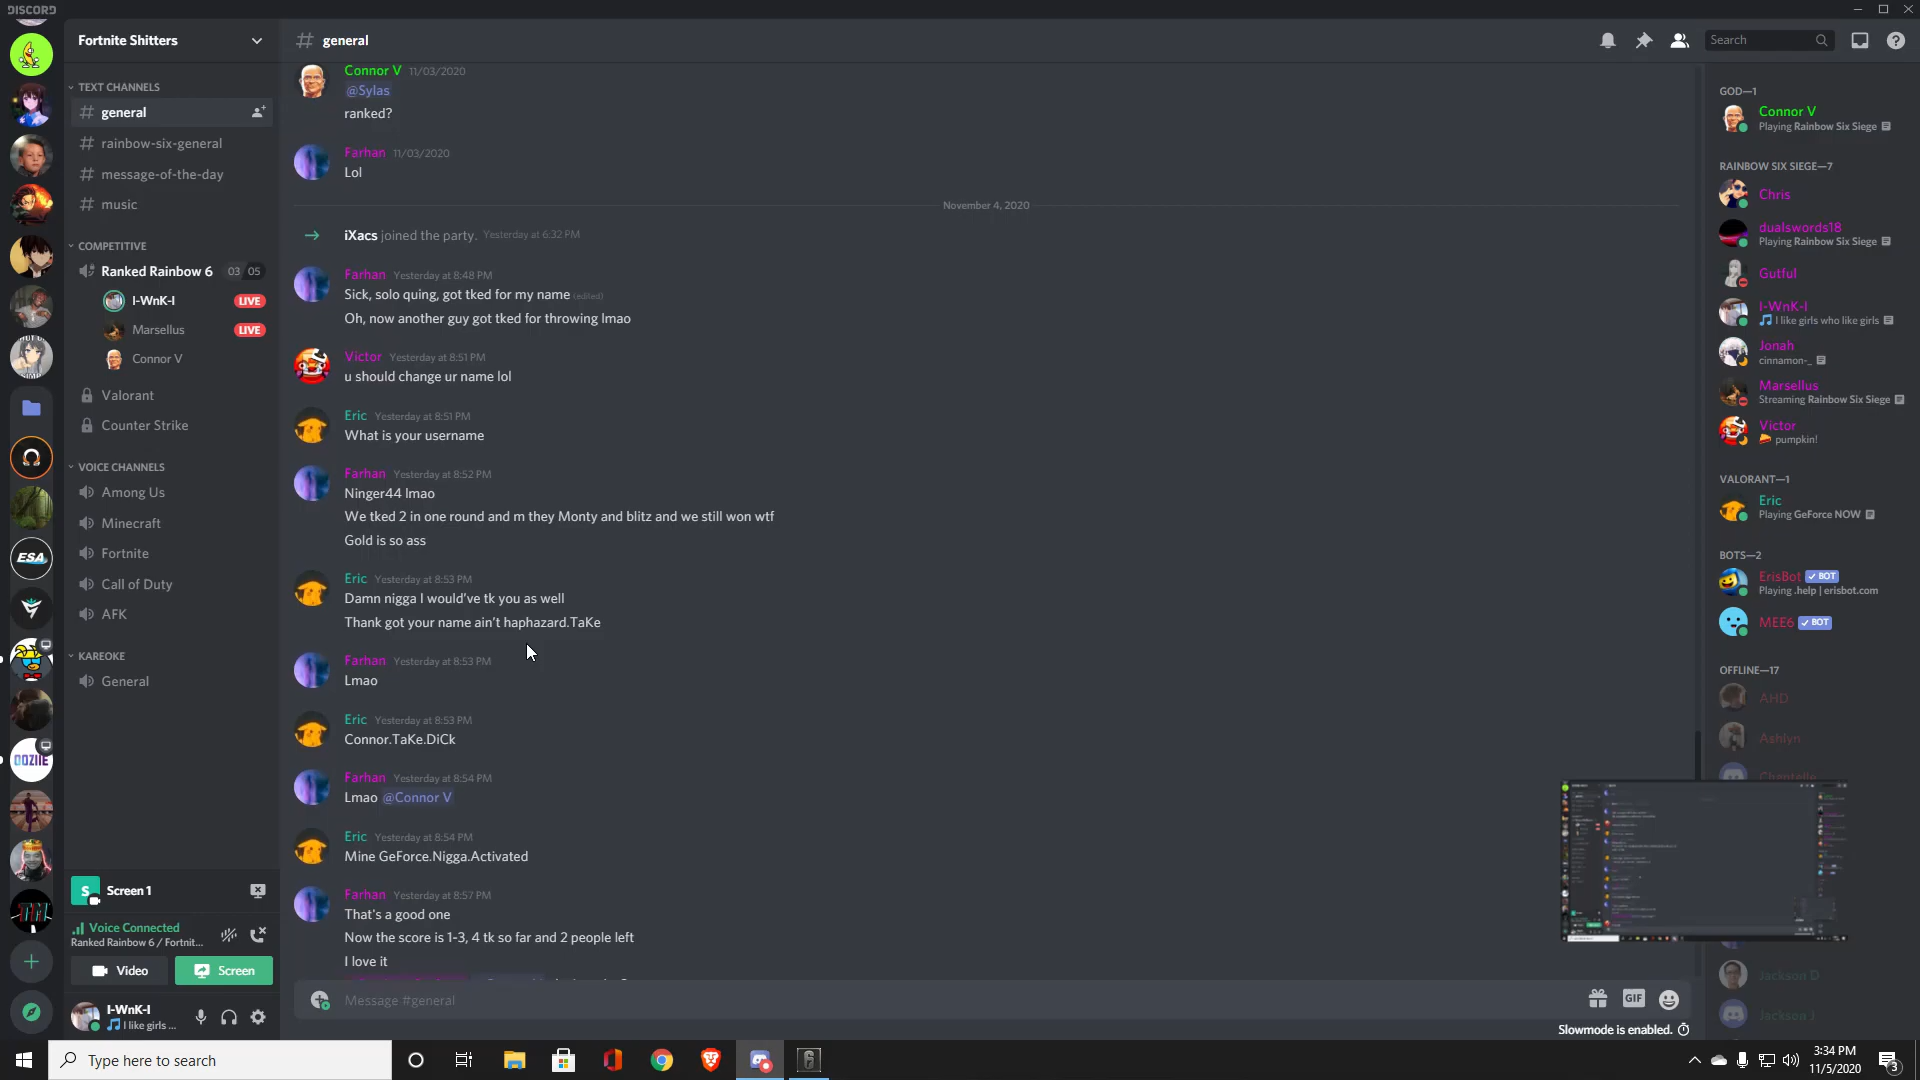 DISCORD
Fortnite Shitters
# general
Search
TEXT CHANNELS
# general
# rainbow-six-general
# message-of-the-day
# music
COMPETITIVE
Ranked Rainbow 6 03 05
I-WnK-I LIVE
Marsellus LIVE
Connor V
Valorant
Counter Strike
VOICE CHANNELS
Among Us
Minecraft
Fortnite
Call of Duty
AFK
KAREOKE
General
S Screen 1
Voice Connected
Ranked Rainbow 6 / Fortnit...
Video
Screen
I-WnK-I
I like girls ...
Connor V 11/03/2020
@Sylas
ranked?
Farhan 11/03/2020
Lol
November 4, 2020
iXacs joined the party. Yesterday at 6:32 PM
Farhan Yesterday at 8:48 PM
Sick, solo quing, got tked for my name (edited)
Oh, now another guy got tked for throwing lmao
Victor Yesterday at 8:51 PM
u should change ur name lol
Eric Yesterday at 8:51 PM
What is your username
Farhan Yesterday at 8:52 PM
Ninger44 lmao
We tked 2 in one round and m they Monty and blitz and we still won wtf
Gold is so ass
Eric Yesterday at 8:53 PM
Damn nigga I would've tk you as well
Thank got your name ain't haphazard.TaKe
Farhan Yesterday at 8:53 PM
Lmao
Eric Yesterday at 8:53 PM
Connor.TaKe.DiCk
Farhan Yesterday at 8:54 PM
Lmao @Connor V
Eric Yesterday at 8:54 PM
Mine GeForce.Nigga.Activated
Farhan Yesterday at 8:57 PM
That's a good one
Now the score is 1-3, 4 tk so far and 2 people left
I love it
Message #general
GIF
Slowmode is enabled.
GOD—1
Connor V
Playing Rainbow Six Siege
RAINBOW SIX SIEGE—7
Chris
dualswords18
Playing Rainbow Six Siege
Gutful
I-WnK-I
I like girls who like girls
Jonah
cinnamon-_
Marsellus
Streaming Rainbow Six Siege
Victor
pumpkin!
VALORANT—1
Eric
Playing GeForce NOW
BOTS—2
ErisBot BOT
Playing .help | erisbot.com
MEE6 BOT
OFFLINE—17
AHD
Ashlyn
Chantelle
Jackson D
Jackson J
ESA
OOZIIE
Type here to search
3:34 PM
11/5/2020
3